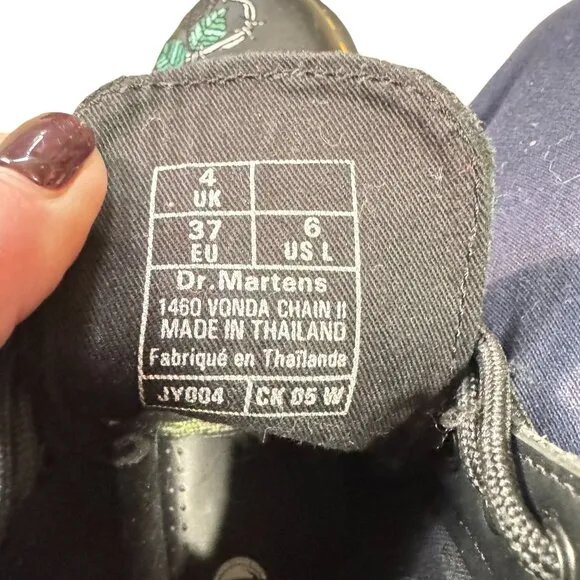 4
UK
37 6
EU US L
Dr. Martens
1460 VONDA CHAIN II
MADE IN THAILAND
Fabriqué en Thaïlande
JY004 CK 05 W